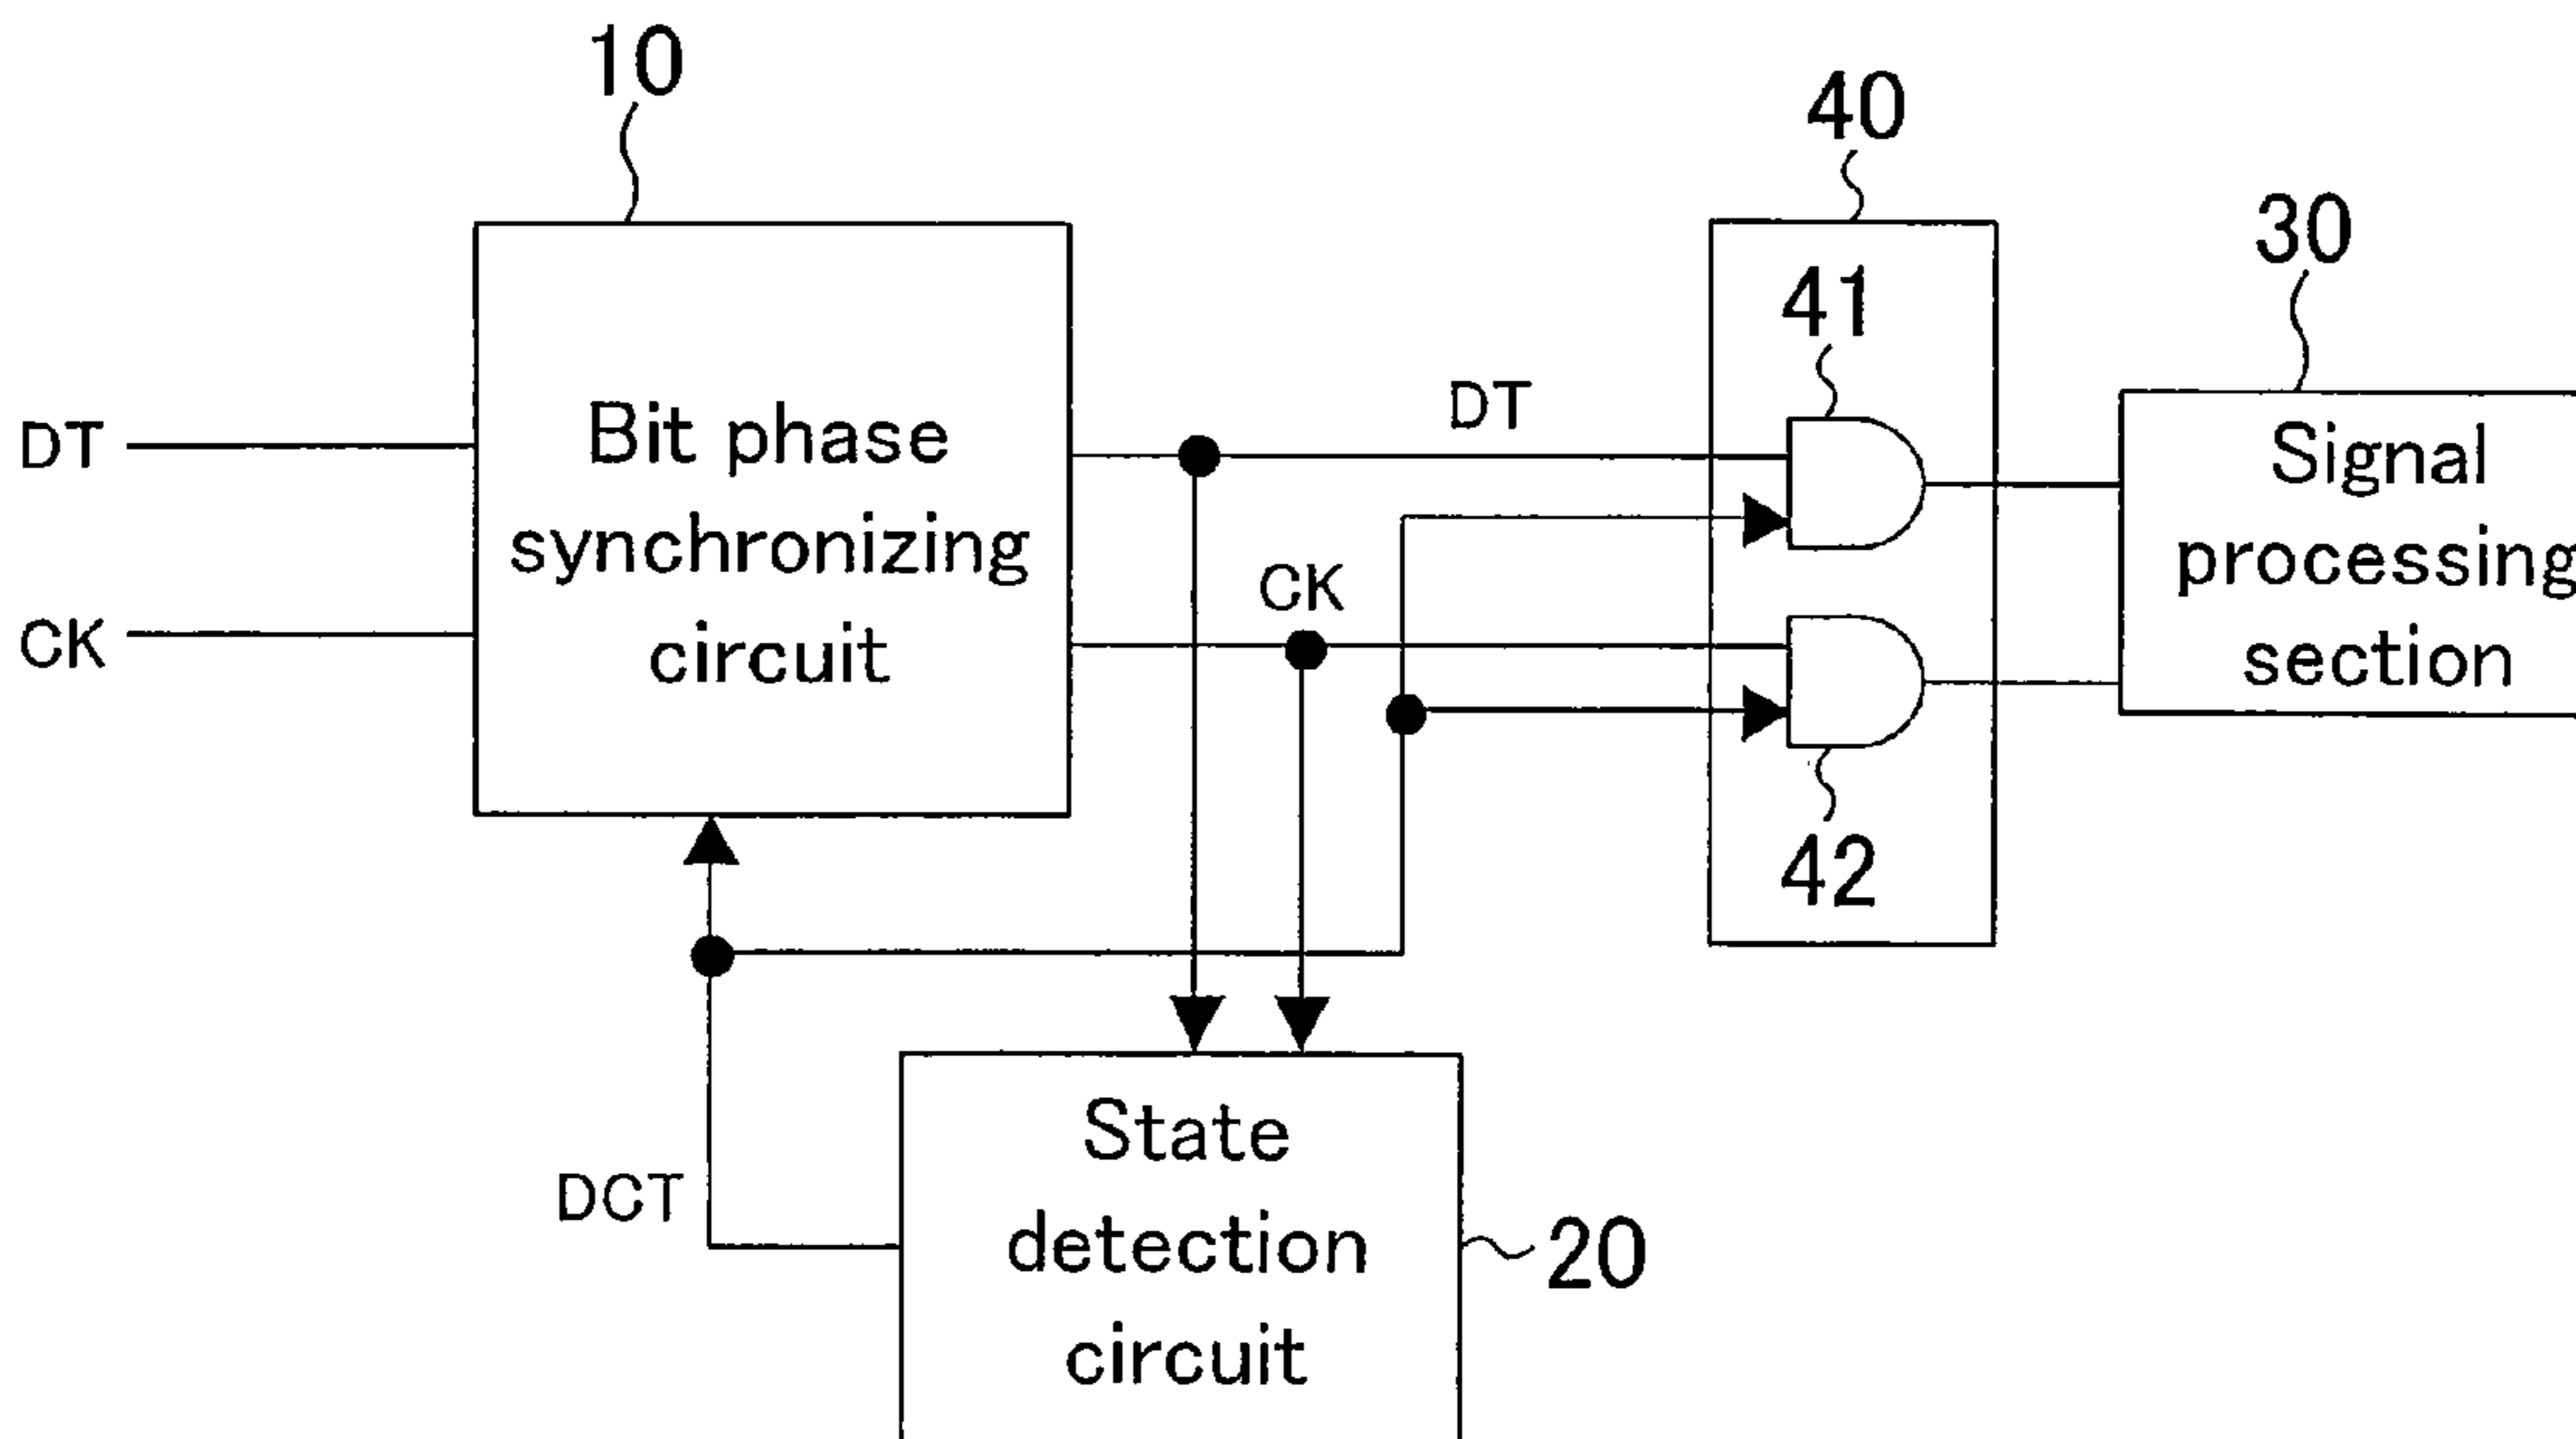 10
40
30
41
DT
DT
Bit phase
synchronizing
circuit
Signal
processing
section
CK
CK
42
DCT
State
detection
circuit
20